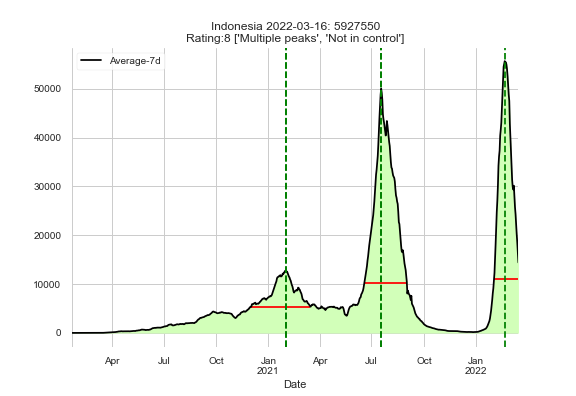 Indonesia 2022-03-16: 5927550
Rating:8 ['Multiple peaks', 'Not in control']
Average-7d
50000
40000
30000
20000
10000
0
Apr Jul Oct Jan Apr Jul Oct Jan
2021 2022
Date